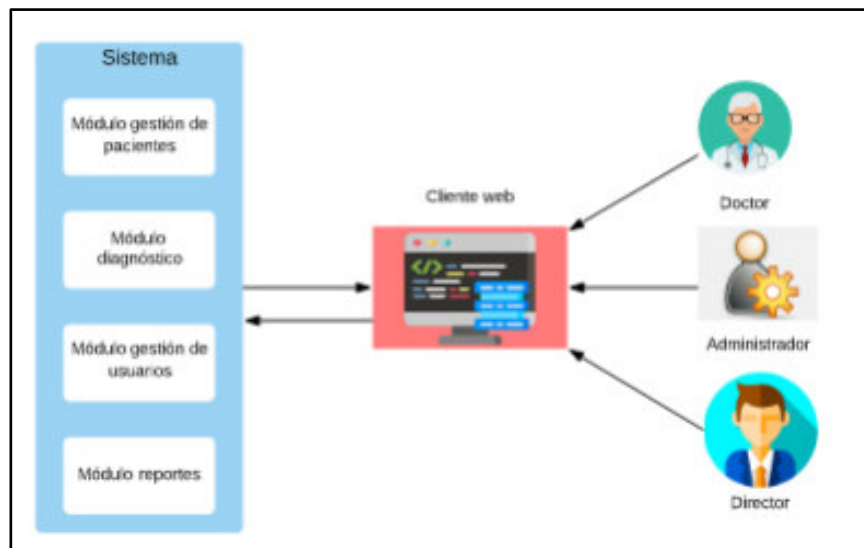 Sistema
Módulo gestión de
pacientes
Módulo
diagnóstico
Módulo gestión de
usuarios
Módulo reportes
Cliente web
Doctor
Administrador
Director